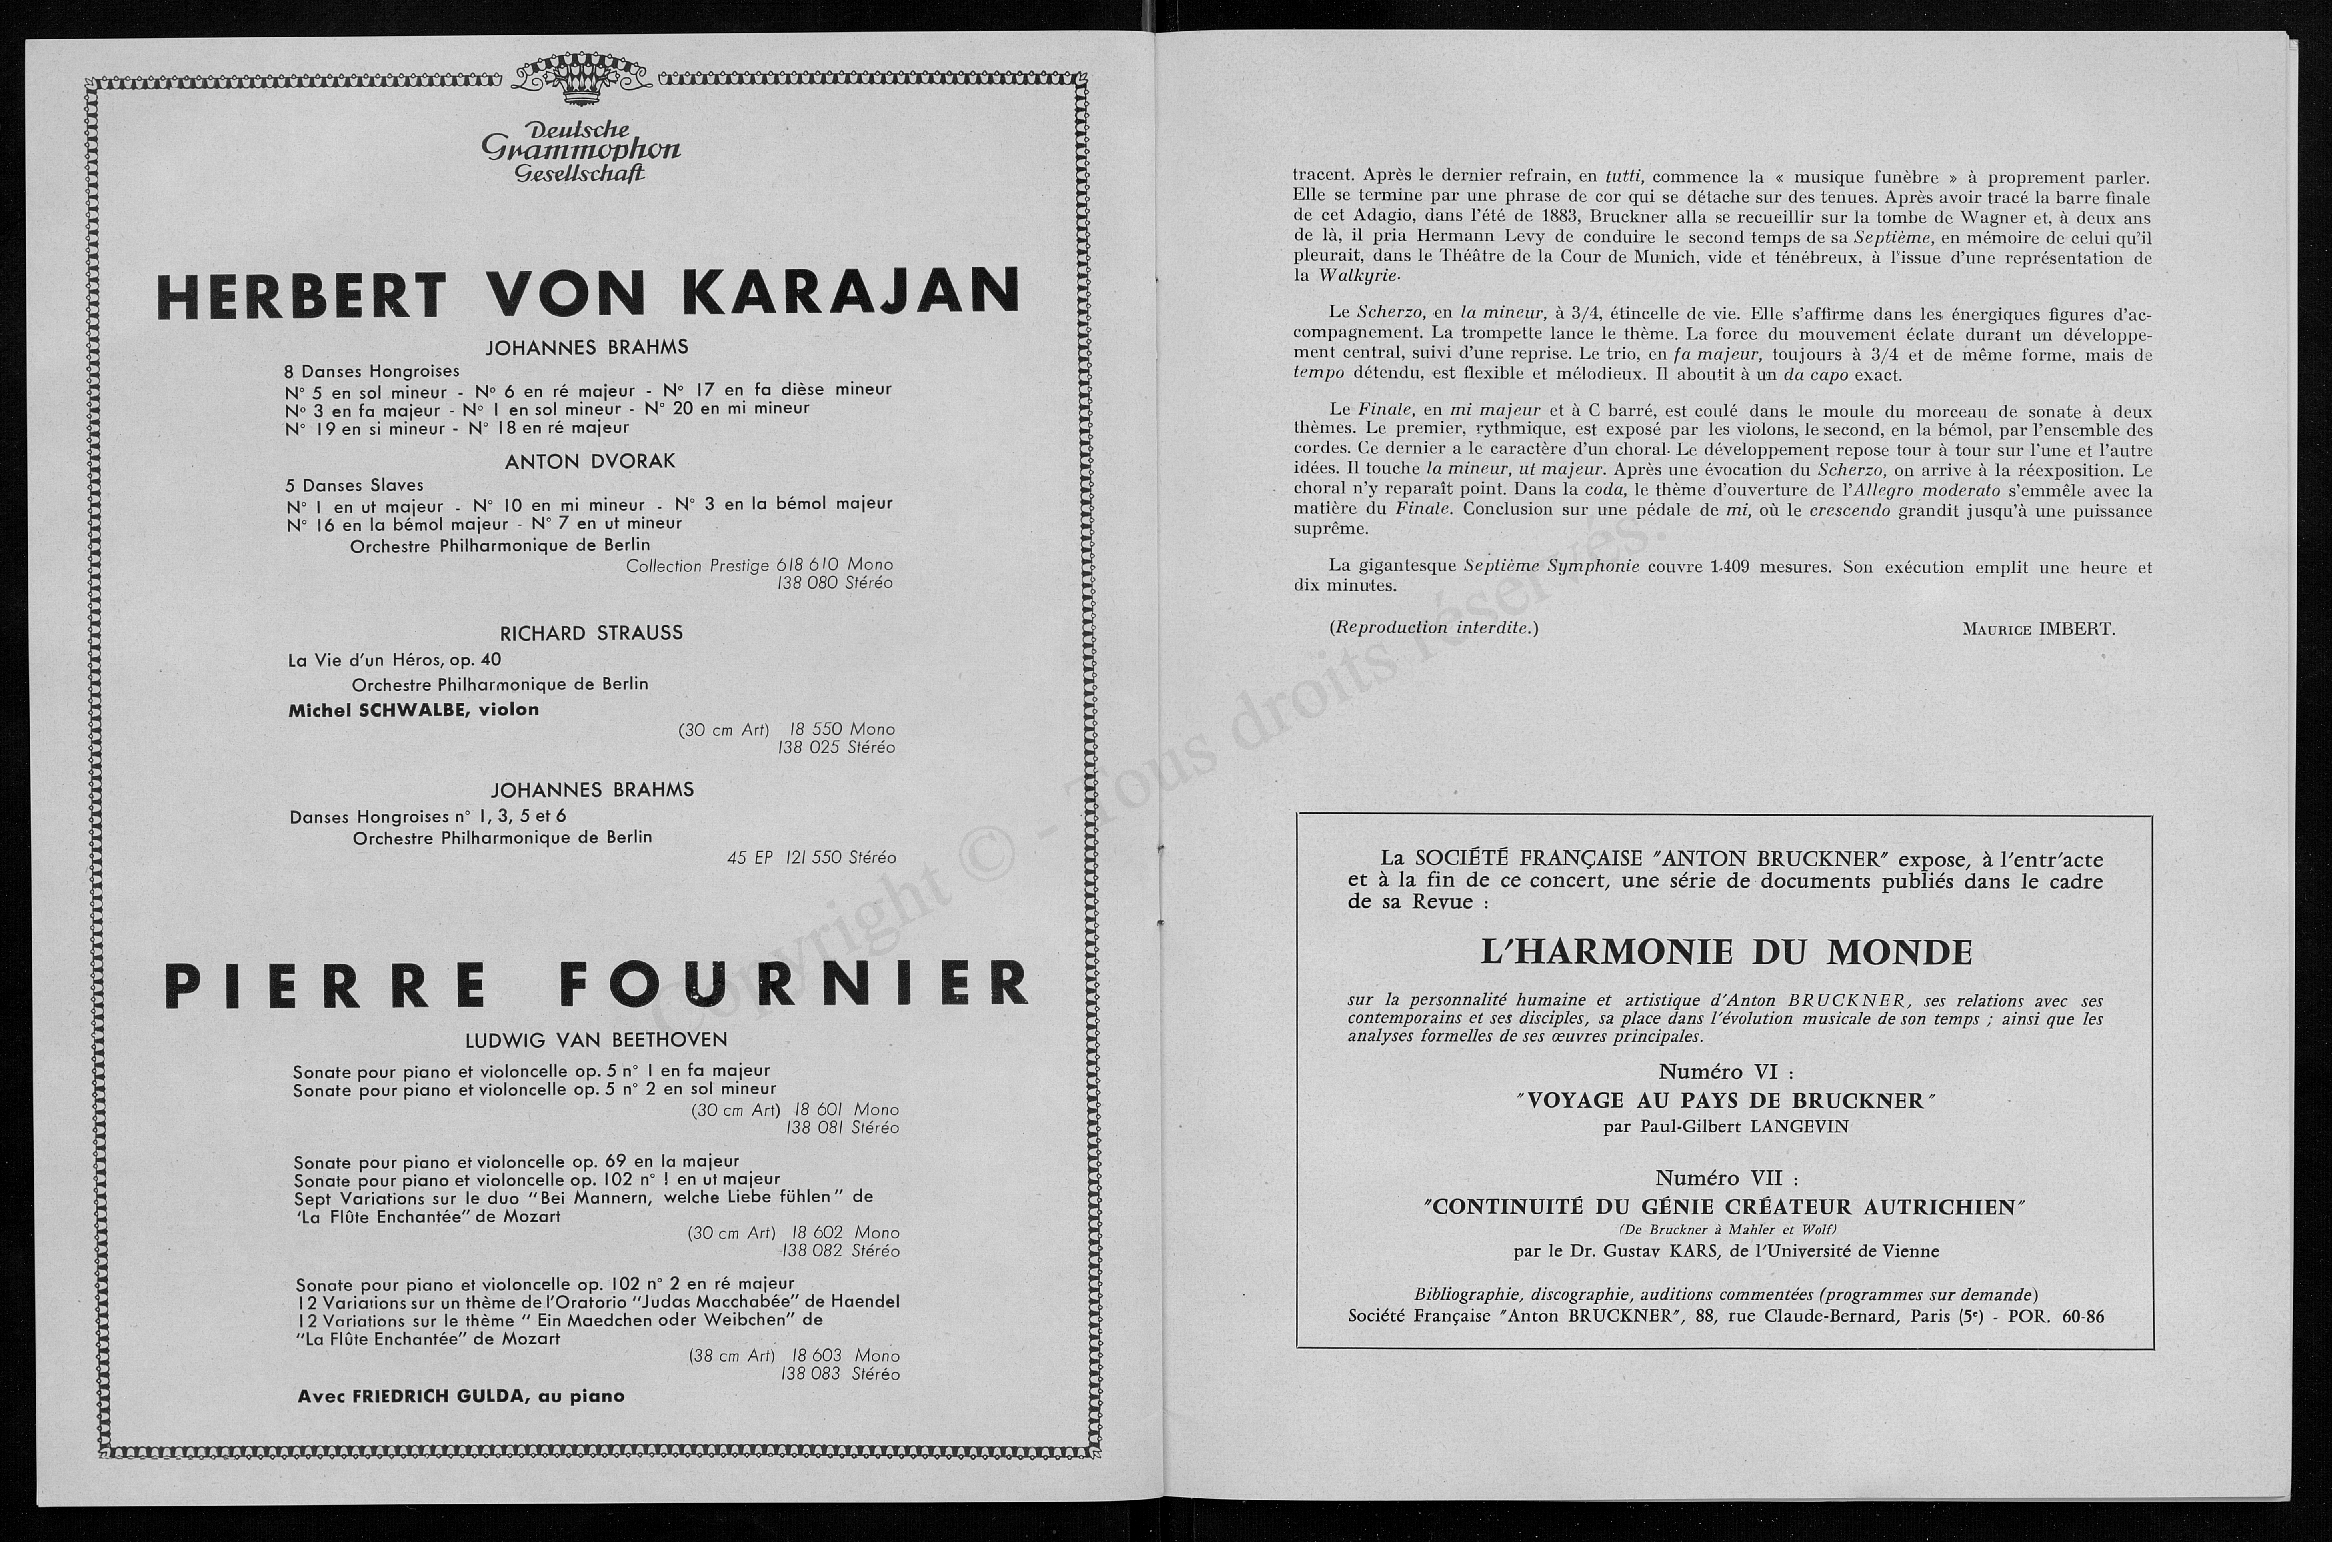 Deutsche
Grammophon
Gesellschaft
HERBERT VON KARAJAN
JOHANNES BRAHMS
8 Danses Hongroises
N° 5 en sol mineur - N° 6 en ré majeur - N° 17 en fa dièse mineur
N° 3 en fa majeur - N° 1 en sol mineur - N° 20 en mi mineur
N° 19 en si mineur - N° 18 en ré majeur
ANTON DVORAK
5 Danses Slaves
N° 1 en ut majeur - N° 10 en mi mineur - N° 3 en la bémol majeur
N° 16 en la bémol majeur - N° 7 en ut mineur
Orchestre Philharmonique de Berlin
Collection Prestige 618 610 Mono
138 080 Stéréo
RICHARD STRAUSS
La Vie d'un Héros, op. 40
Orchestre Philharmonique de Berlin
Michel SCHWALBE, violon
(30 cm Art) 18 550 Mono
138 025 Stéréo
JOHANNES BRAHMS
Danses Hongroises n° 1, 3, 5 et 6
Orchestre Philharmonique de Berlin
45 EP 121 550 Stéréo
PIERRE FOURNIER
LUDWIG VAN BEETHOVEN
Sonate pour piano et violoncelle op. 5 n° 1 en fa majeur
Sonate pour piano et violoncelle op. 5 n° 2 en sol mineur
(30 cm Art) 18 601 Mono
138 081 Stéréo
Sonate pour piano et violoncelle op. 69 en la majeur
Sonate pour piano et violoncelle op. 102 n° 1 en ut majeur
Sept Variations sur le duo "Bei Mannern, welche Liebe fühlen" de
'La Flûte Enchantée" de Mozart
(30 cm Art) 18 602 Mono
138 082 Stéréo
Sonate pour piano et violoncelle op. 102 n° 2 en ré majeur
12 Variations sur un thème de l'Oratorio "Judas Macchabée" de Haendel
12 Variations sur le thème " Ein Maedchen oder Weibchen" de
"La Flûte Enchantée" de Mozart
(38 cm Art) 18 603 Mono
138 083 Stéréo
Avec FRIEDRICH GULDA, au piano
tracent. Après le dernier refrain, en tutti, commence la « musique funèbre » à proprement parler.
Elle se termine par une phrase de cor qui se détache sur des tenues. Après avoir tracé la barre finale
de cet Adagio, dans l'été de 1883, Bruckner alla se recueillir sur la tombe de Wagner et, à deux ans
de là, il pria Hermann Levy de conduire le second temps de sa Septième, en mémoire de celui qu'il
pleurait, dans le Théâtre de la Cour de Munich, vide et ténébreux, à l'issue d'une représentation de
la Walkyrie.
Le Scherzo, en la mineur, à 3/4, étincelle de vie. Elle s'affirme dans les énergiques figures d'ac-
compagnement. La trompette lance le thème. La force du mouvement éclate durant un développe-
ment central, suivi d'une reprise. Le trio, en fa majeur, toujours à 3/4 et de même forme, mais de
tempo détendu, est flexible et mélodieux. Il aboutit à un da capo exact.
Le Finale, en mi majeur et à C barré, est coulé dans le moule du morceau de sonate à deux
thèmes. Le premier, rythmique, est exposé par les violons, le second, en la bémol, par l'ensemble des
cordes. Ce dernier a le caractère d'un choral. Le développement repose tour à tour sur l'une et l'autre
idées. Il touche la mineur, ut majeur. Après une évocation du Scherzo, on arrive à la réexposition. Le
choral n'y reparaît point. Dans la coda, le thème d'ouverture de l'Allegro moderato s'emmêle avec la
matière du Finale. Conclusion sur une pédale de mi, où le crescendo grandit jusqu'à une puissance
suprême.
La gigantesque Septième Symphonie couvre 1.409 mesures. Son exécution emplit une heure et
dix minutes.
(Reproduction interdite.) MAURICE IMBERT.
La SOCIÉTÉ FRANÇAISE "ANTON BRUCKNER" expose, à l'entr'acte
et à la fin de ce concert, une série de documents publiés dans le cadre
de sa Revue :
L'HARMONIE DU MONDE
sur la personnalité humaine et artistique d'Anton BRUCKNER, ses relations avec ses
contemporains et ses disciples, sa place dans l'évolution musicale de son temps ; ainsi que les
analyses formelles de ses œuvres principales.
Numéro VI :
"VOYAGE AU PAYS DE BRUCKNER"
par Paul-Gilbert LANGEVIN
Numéro VII :
"CONTINUITÉ DU GÉNIE CRÉATEUR AUTRICHIEN"
(De Bruckner à Mahler et Wolf)
par le Dr. Gustav KARS, de l'Université de Vienne
Bibliographie, discographie, auditions commentées (programmes sur demande)
Société Française "Anton BRUCKNER", 88, rue Claude-Bernard, Paris (5e) - POR. 60-86
Copyright © - Tous droits réservés.